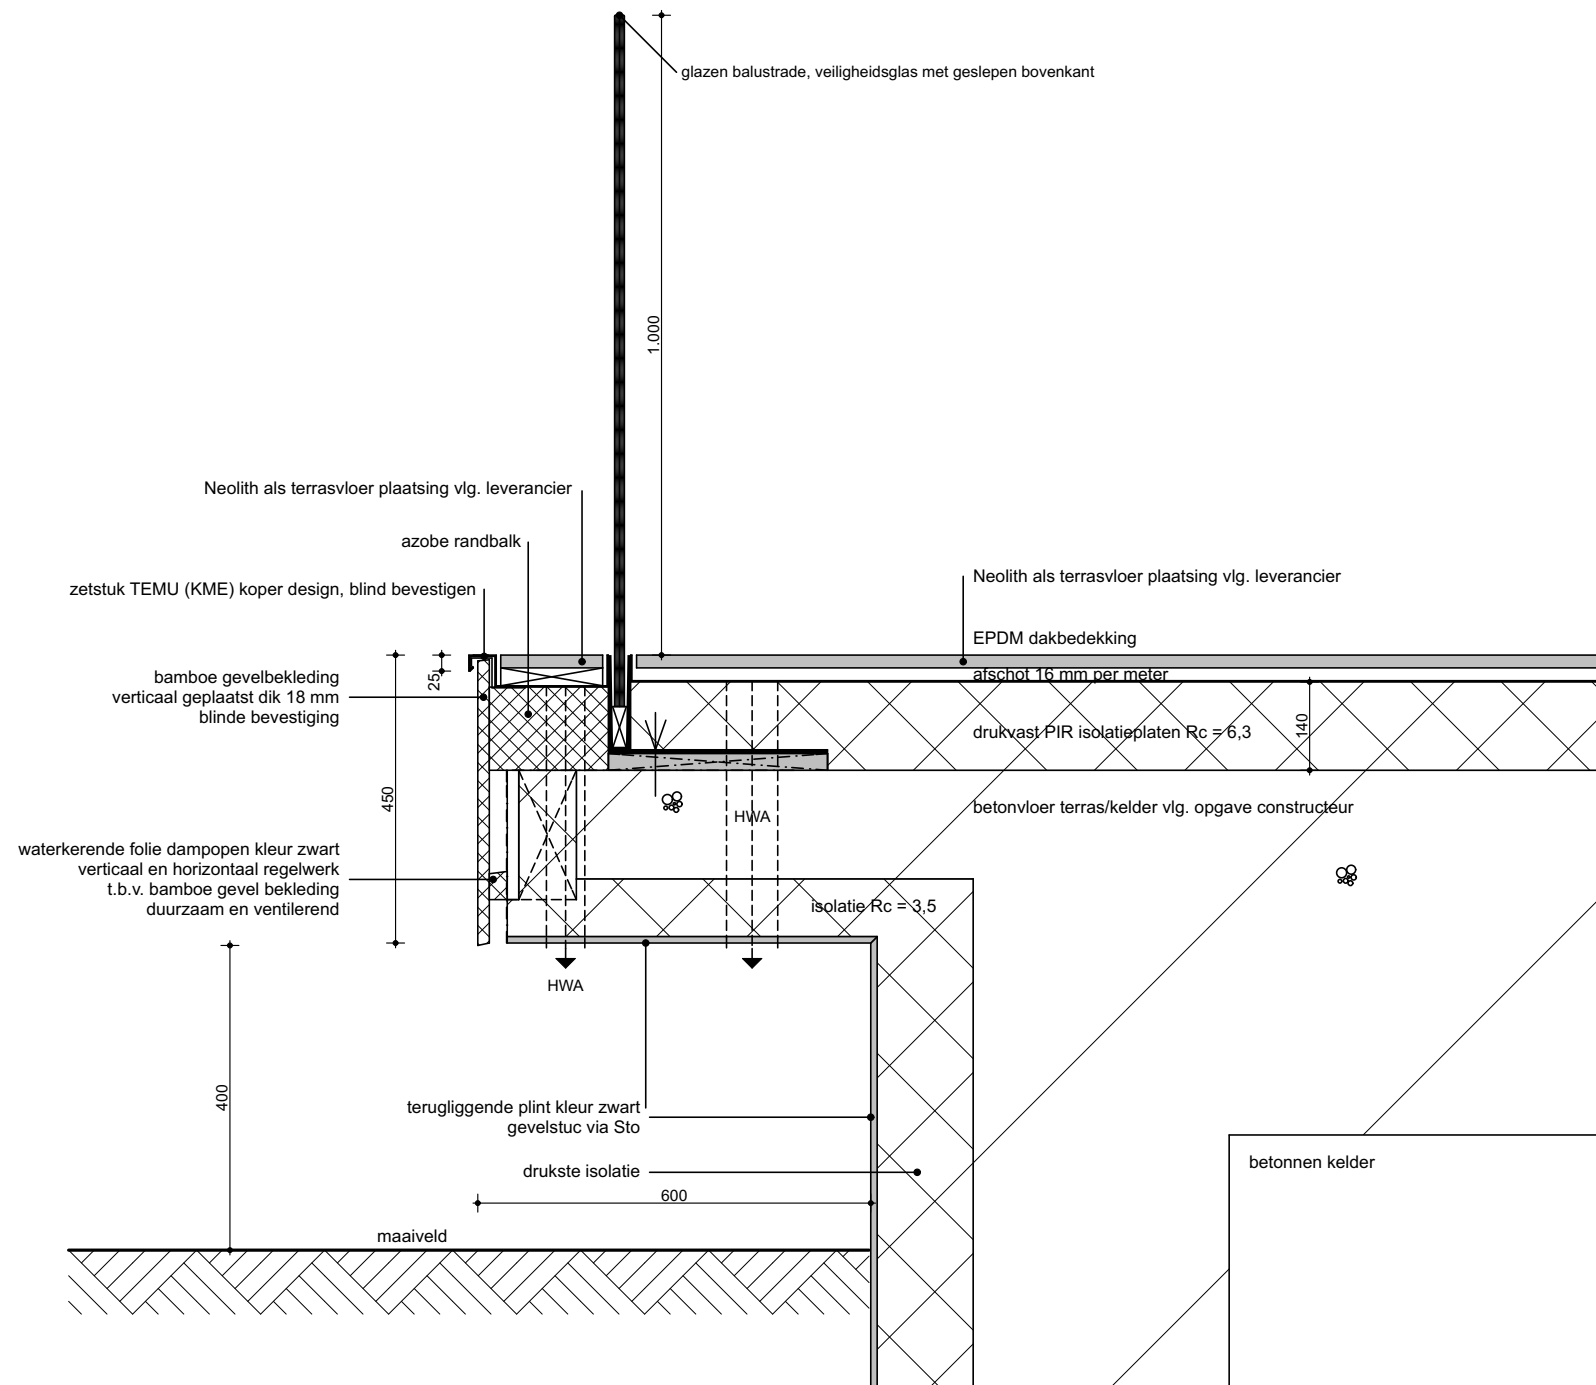 glazen balustrade, veiligheidsglas met geslepen bovenkant
1.000
Neolith als terrasvloer plaatsing vlg. leverancier
azobe randbalk
zetstuk TEMU (KME) koper design, blind bevestigen
Neolith als terrasvloer plaatsing vlg. leverancier
EPDM dakbedekking
afschot 16 mm per meter
25
bamboe gevelbekleding
verticaal geplaatst dik 18 mm
blinde bevestiging
drukvast PIR isolatieplaten Rc = 6,3
140
450
HWA
betonvloer terras/kelder vlg. opgave constructeur
waterkerende folie dampopen kleur zwart
verticaal en horizontaal regelwerk
t.b.v. bamboe gevel bekleding
duurzaam en ventilerend
isolatie Rc = 3,5
HWA
400
terugliggende plint kleur zwart
gevelstuc via Sto
drukste isolatie
betonnen kelder
600
maaiveld